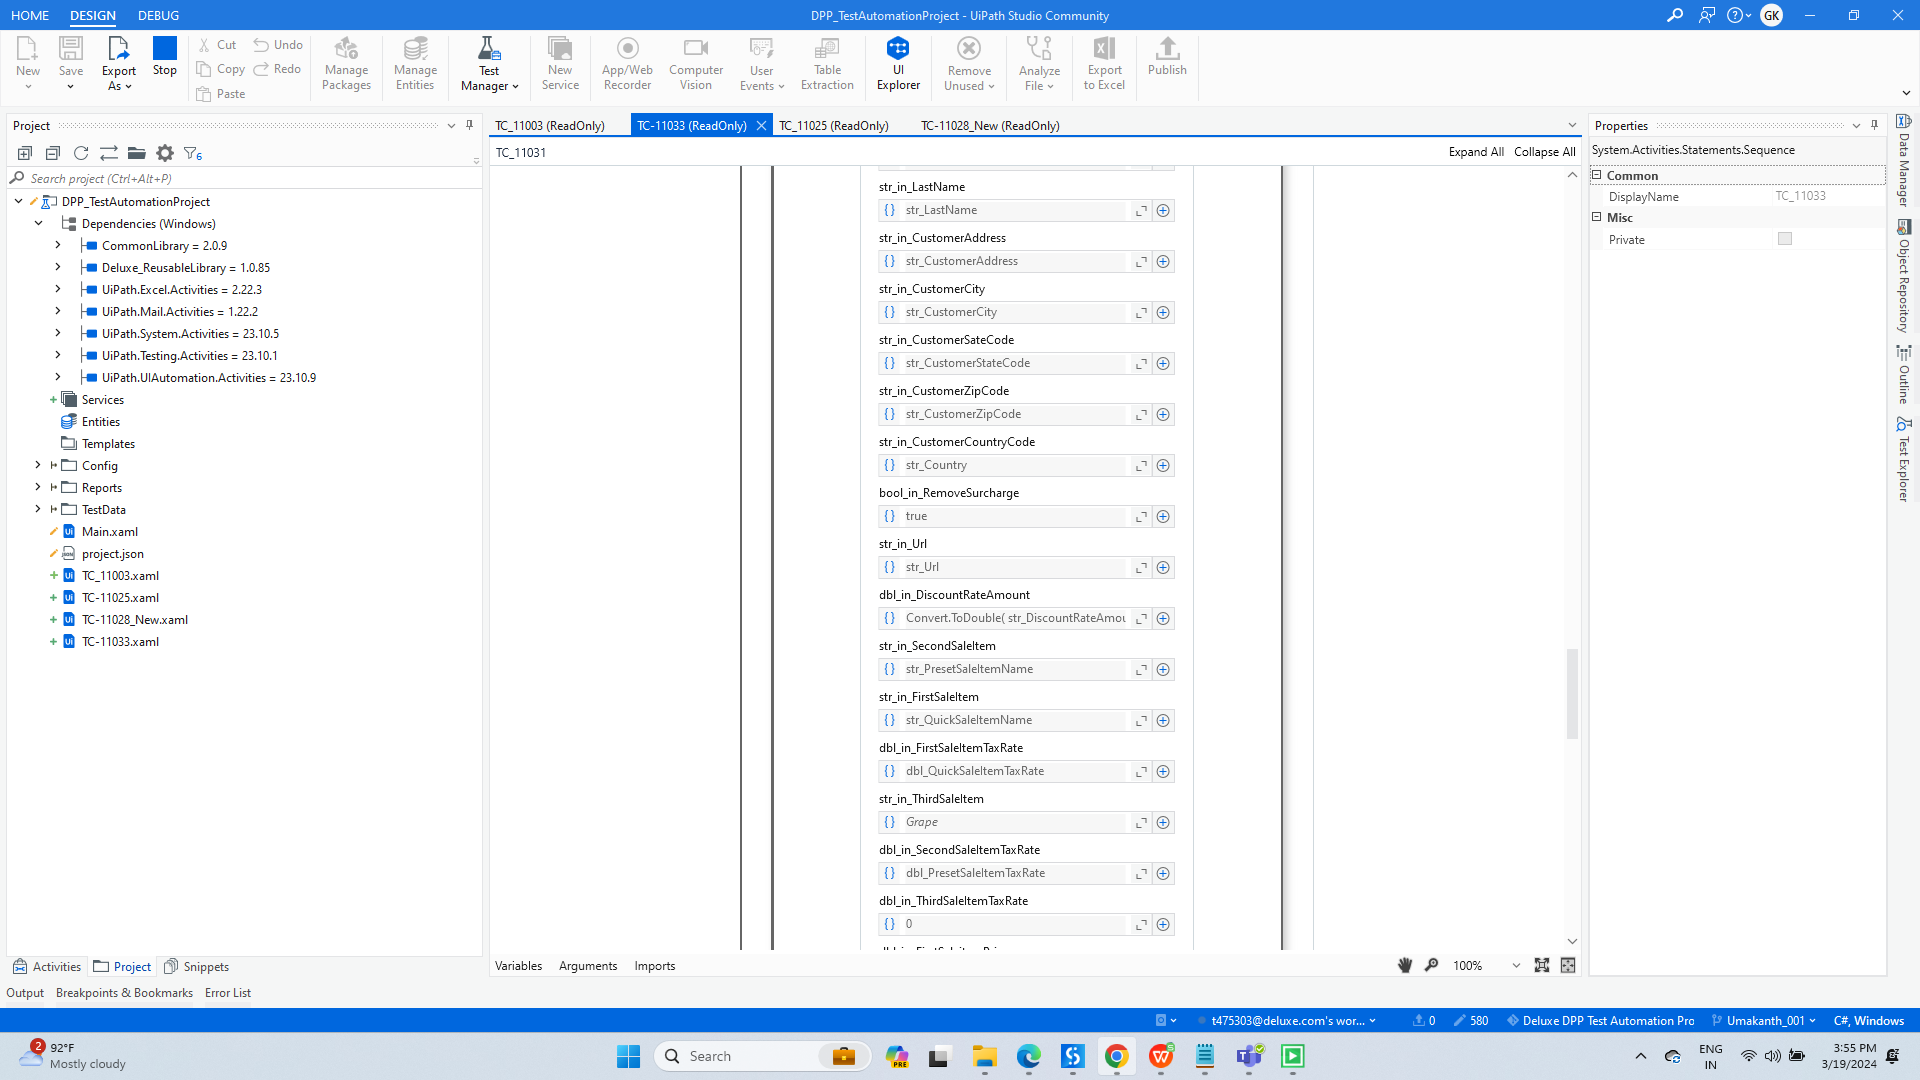 HOME DESIGN DEBUG
DPP_TestAutomationProject - UiPath Studio Community
GK
New
Save
Export As
Stop
Cut
Copy
Paste
Undo
Redo
Manage Packages
Manage Entities
Test Manager
New Service
App/Web Recorder
Computer Vision
User Events
Table Extraction
UI Explorer
Remove Unused
Analyze File
Export to Excel
Publish
Project
6
Search project (Ctrl+Alt+P)
DPP_TestAutomationProject
Dependencies (Windows)
CommonLibrary = 2.0.9
Deluxe_ReusableLibrary = 1.0.85
UiPath.Excel.Activities = 2.22.3
UiPath.Mail.Activities = 1.22.2
UiPath.System.Activities = 23.10.5
UiPath.Testing.Activities = 23.10.1
UiPath.UIAutomation.Activities = 23.10.9
Services
Entities
Templates
Config
Reports
TestData
Main.xaml
project.json
TC_11003.xaml
TC-11025.xaml
TC-11028_New.xaml
TC-11033.xaml
Activities Project Snippets
Output Breakpoints & Bookmarks Error List
TC_11003 (ReadOnly) TC-11033 (ReadOnly) TC_11025 (ReadOnly) TC-11028_New (ReadOnly)
TC_11031
Expand All Collapse All
str_in_LastName
str_LastName
str_in_CustomerAddress
str_CustomerAddress
str_in_CustomerCity
str_CustomerCity
str_in_CustomerSateCode
str_CustomerStateCode
str_in_CustomerZipCode
str_CustomerZipCode
str_in_CustomerCountryCode
str_Country
bool_in_RemoveSurcharge
true
str_in_Url
str_Url
dbl_in_DiscountRateAmount
Convert.ToDouble( str_DiscountRateAmou
str_in_SecondSaleItem
str_PresetSaleItemName
str_in_FirstSaleItem
str_QuickSaleItemName
dbl_in_FirstSaleItemTaxRate
dbl_QuickSaleItemTaxRate
str_in_ThirdSaleItem
Grape
dbl_in_SecondSaleItemTaxRate
dbl_PresetSaleItemTaxRate
dbl_in_ThirdSaleItemTaxRate
0
Variables Arguments Imports
100%
Properties
System.Activities.Statements.Sequence
Common
DisplayName TC_11033
Misc
Private
Data Manager
Object Repository
Outline
Test Explorer
t475303@deluxe.com's wor...
0
580
Deluxe DPP Test Automation Pro
Umakanth_001
C#, Windows
2
92°F
Mostly cloudy
Search
PRE
5
ENG
IN
3:55 PM
3/19/2024